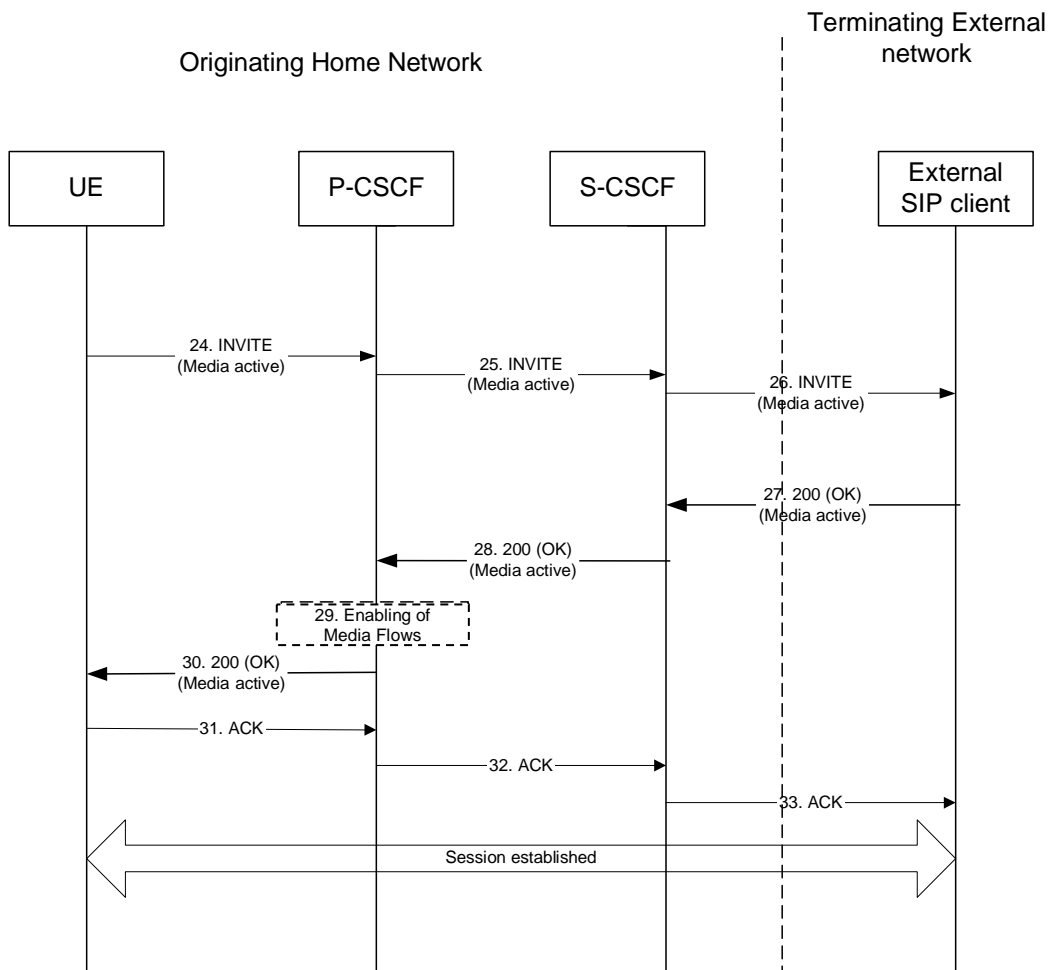 Terminating External
network
Originating Home Network
UE
P-CSCF
S-CSCF
External
SIP client
24. INVITE
(Media active)
25. INVITE
(Media active)
26. INVITE
(Media active)
27. 200 (OK)
(Media active)
28. 200 (OK)
(Media active)
29. Enabling of
Media Flows
30. 200 (OK)
(Media active)
31. ACK
32. ACK
33. ACK
Session established